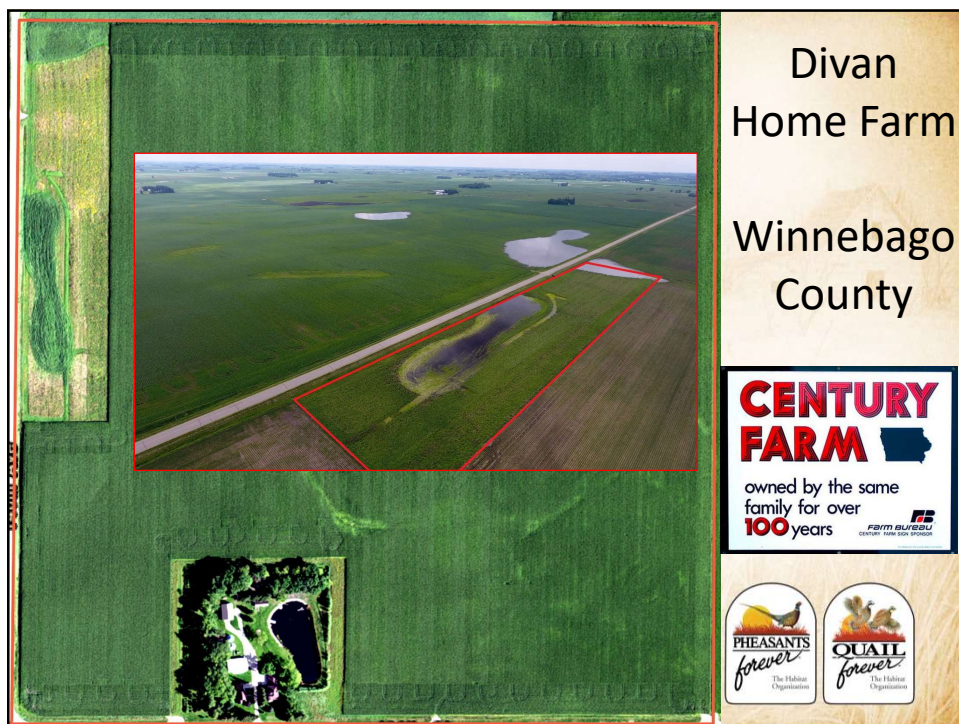 Divan
Home Farm
Winnebago
County
CENTURY
FARM
owned by the same
family for over
100 years
FARM BUREAU
CENTURY FARM SIGN SPONSOR
PHEASANTS
forever
The Habitat
Organization
QUAIL
forever
The Habitat
Organization